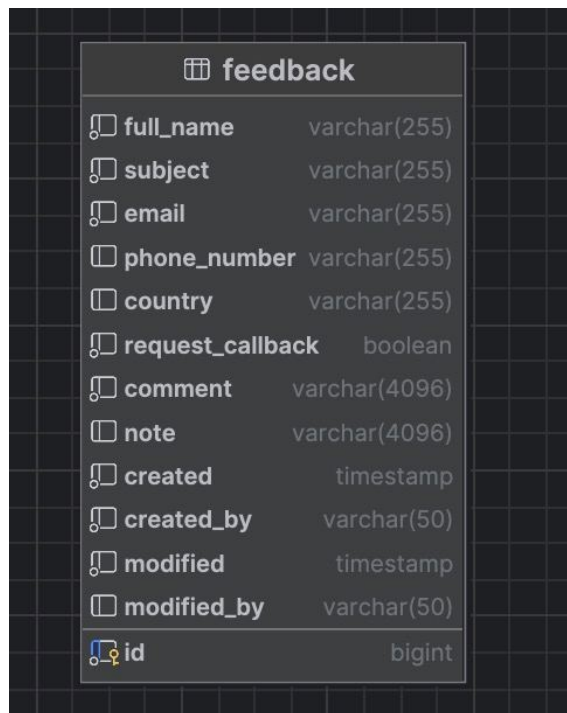 feedback
full_name varchar(255)
subject varchar(255)
email varchar(255)
phone_number varchar(255)
country varchar(255)
request_callback boolean
comment varchar(4096)
note varchar(4096)
created timestamp
created_by varchar(50)
modified timestamp
modified_by varchar(50)
id bigint